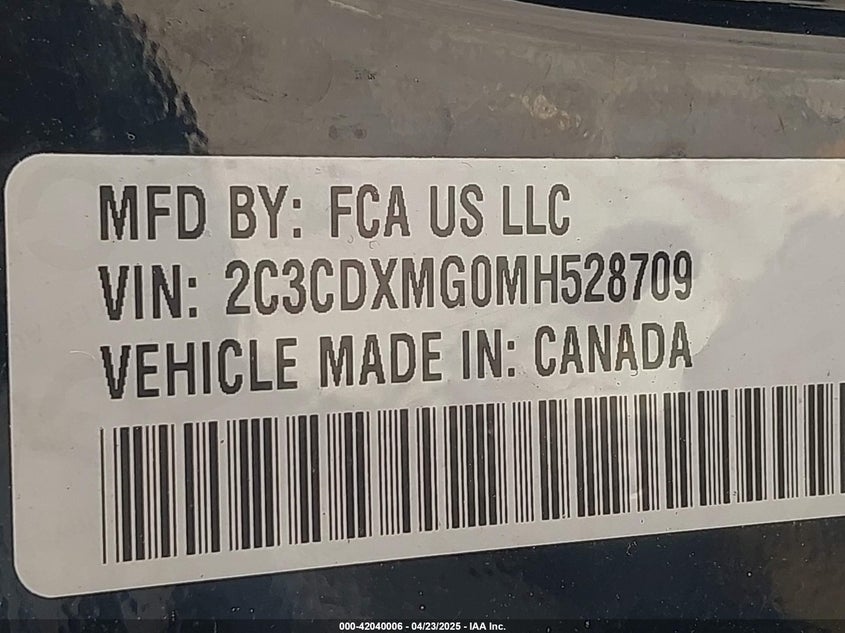 MFD BY: FCA US LLC
VIN: 2C3CDXMG0MH528709
VEHICLE MADE IN: CANADA
000-42040006 - 04/23/2025 - IAA Inc.